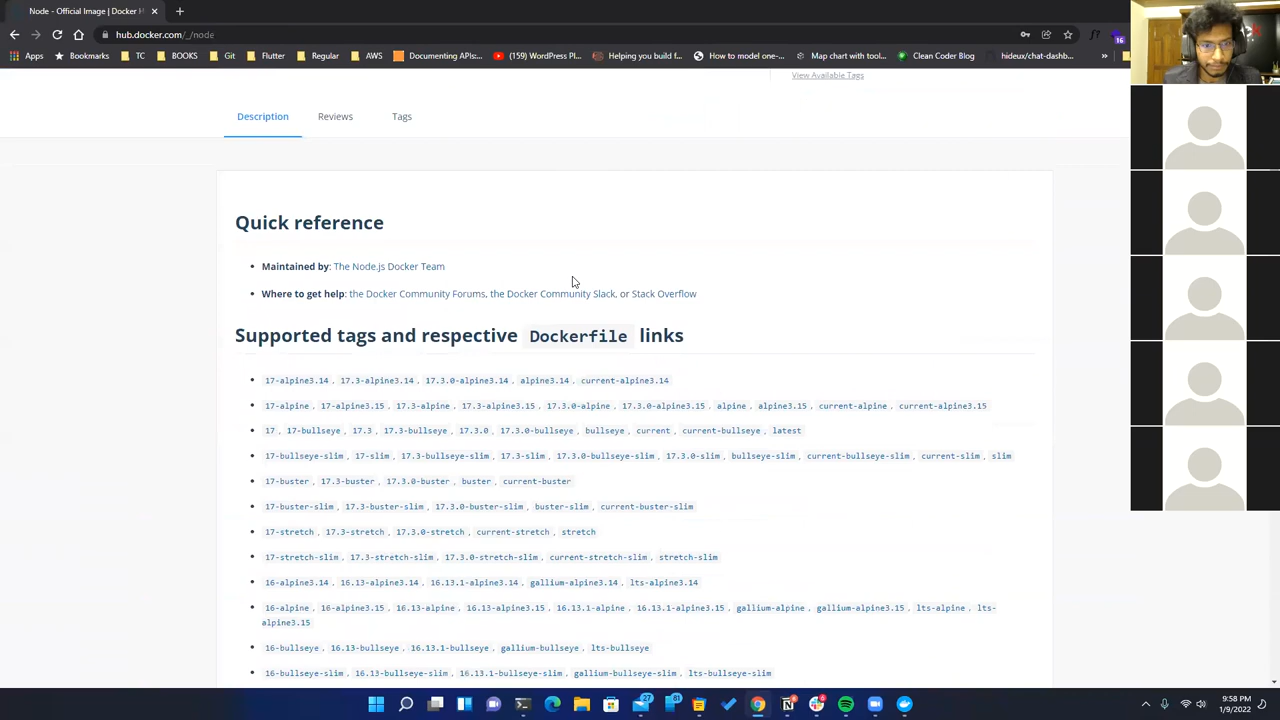 Node - Official Image | Docker H
hub.docker.com/_/node
16
Apps TC BOOKS Git Flutter Regular AWS Documenting APIs:... (159) WordPress Pl... Bookmarks How to model one-... Map chart with tool... Clean Coder Blog hideux/chat-dashb... »
View Available Tags
Description Reviews Tags
Quick reference
• Maintained by: The Node.js Docker Team
• Where to get help: the Docker Community Forums, the Docker Community Slack, or Stack Overflow
Supported tags and respective Dockerfile links
• 17-alpine3.14, 17.3-alpine3.14, 17.3.0-alpine3.14, alpine3.14, current-alpine3.14
• 17-alpine, 17-alpine3.15, 17.3-alpine, 17.3-alpine3.15, 17.3.0-alpine, 17.3.0-alpine3.15, alpine, alpine3.15, current-alpine, current-alpine3.15
• 17, 17-bullseye, 17.3, 17.3-bullseye, 17.3.0, 17.3.0-bullseye, bullseye, current, current-bullseye, latest
• 17-bullseye-slim, 17-slim, 17.3-bullseye-slim, 17.3-slim, 17.3.0-bullseye-slim, 17.3.0-slim, bullseye-slim, current-bullseye-slim, current-slim, slim
• 17-buster, 17.3-buster, 17.3.0-buster, buster, current-buster
• 17-buster-slim, 17.3-buster-slim, 17.3.0-buster-slim, buster-slim, current-buster-slim
• 17-stretch, 17.3-stretch, 17.3.0-stretch, current-stretch, stretch
• 17-stretch-slim, 17.3-stretch-slim, 17.3.0-stretch-slim, current-stretch-slim, stretch-slim
• 16-alpine3.14, 16.13-alpine3.14, 16.13.1-alpine3.14, gallium-alpine3.14, lts-alpine3.14
• 16-alpine, 16-alpine3.15, 16.13-alpine, 16.13-alpine3.15, 16.13.1-alpine, 16.13.1-alpine3.15, gallium-alpine, gallium-alpine3.15, lts-alpine, lts-
alpine3.15
• 16-bullseye, 16.13-bullseye, 16.13.1-bullseye, gallium-bullseye, lts-bullseye
• 16-bullseye-slim, 16.13-bullseye-slim, 16.13.1-bullseye-slim, gallium-bullseye-slim, lts-bullseye-slim
27 81 6
9:58 PM
1/9/2022